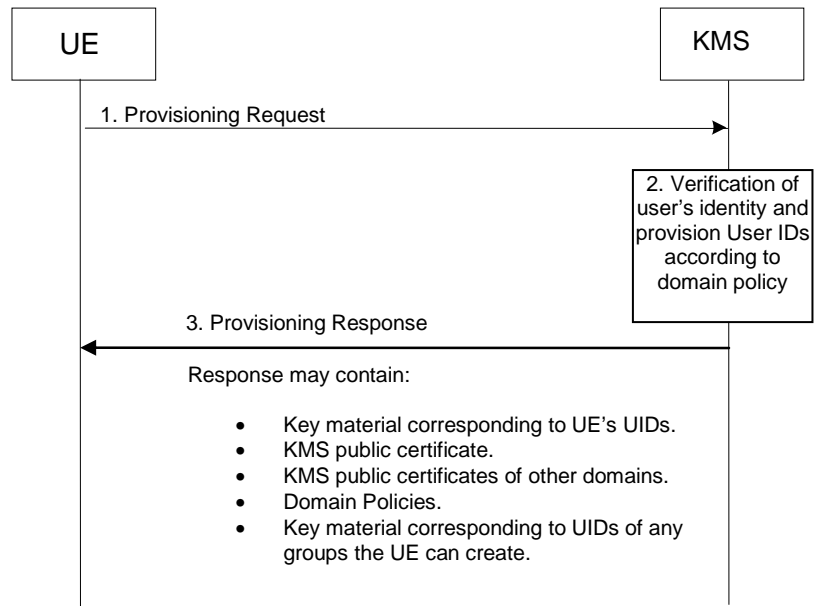 UE
KMS
1. Provisioning Request
2. Verification of
user's identity and
provision User IDs
according to
domain policy
3. Provisioning Response
Response may contain:
• Key material corresponding to UE's UIDs.
• KMS public certificate.
• KMS public certificates of other domains.
• Domain Policies.
• Key material corresponding to UIDs of any
groups the UE can create.